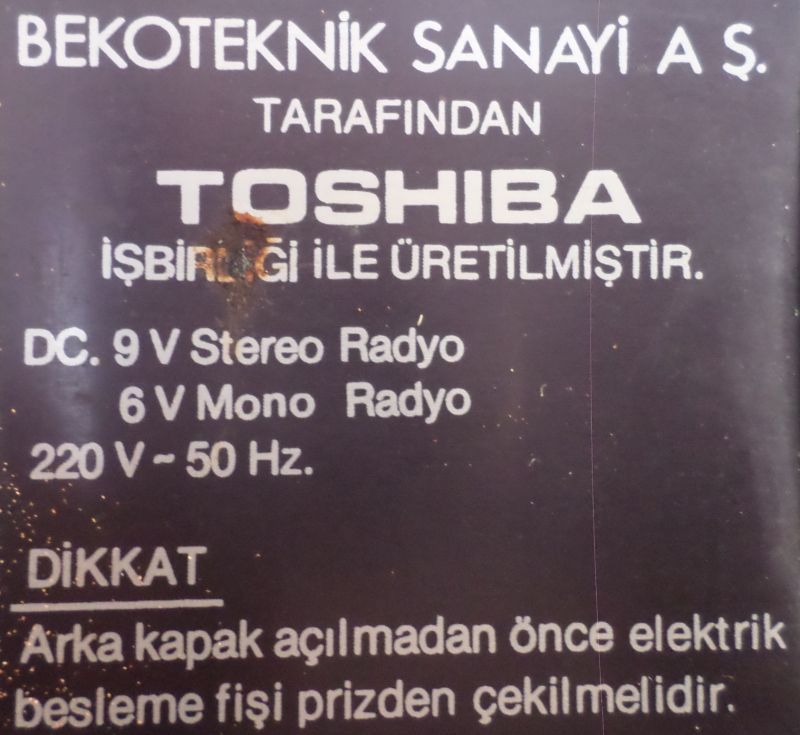 BEKOTEKNİK SANAYİ A Ş.
TARAFINDAN
TOSHIBA
İŞBİRLİĞİ İLE ÜRETİLMİŞTİR.
DC. 9 V Stereo Radyo
6 V Mono Radyo
220 V ~ 50 Hz.
DİKKAT
Arka kapak açılmadan önce elektrik
besleme fişi prizden çekilmelidir.